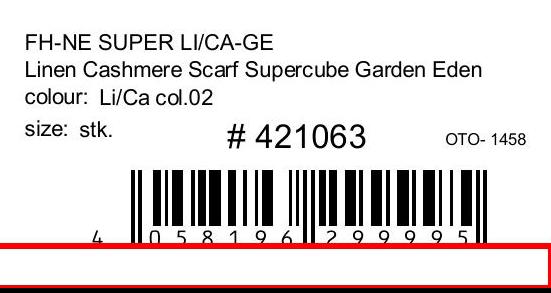 FH-NE SUPER LI/CA-GE
Linen Cashmere Scarf Supercube Garden Eden
colour: Li/Ca col.02
size: stk.
# 421063
OTO- 1458
4 058196 299995